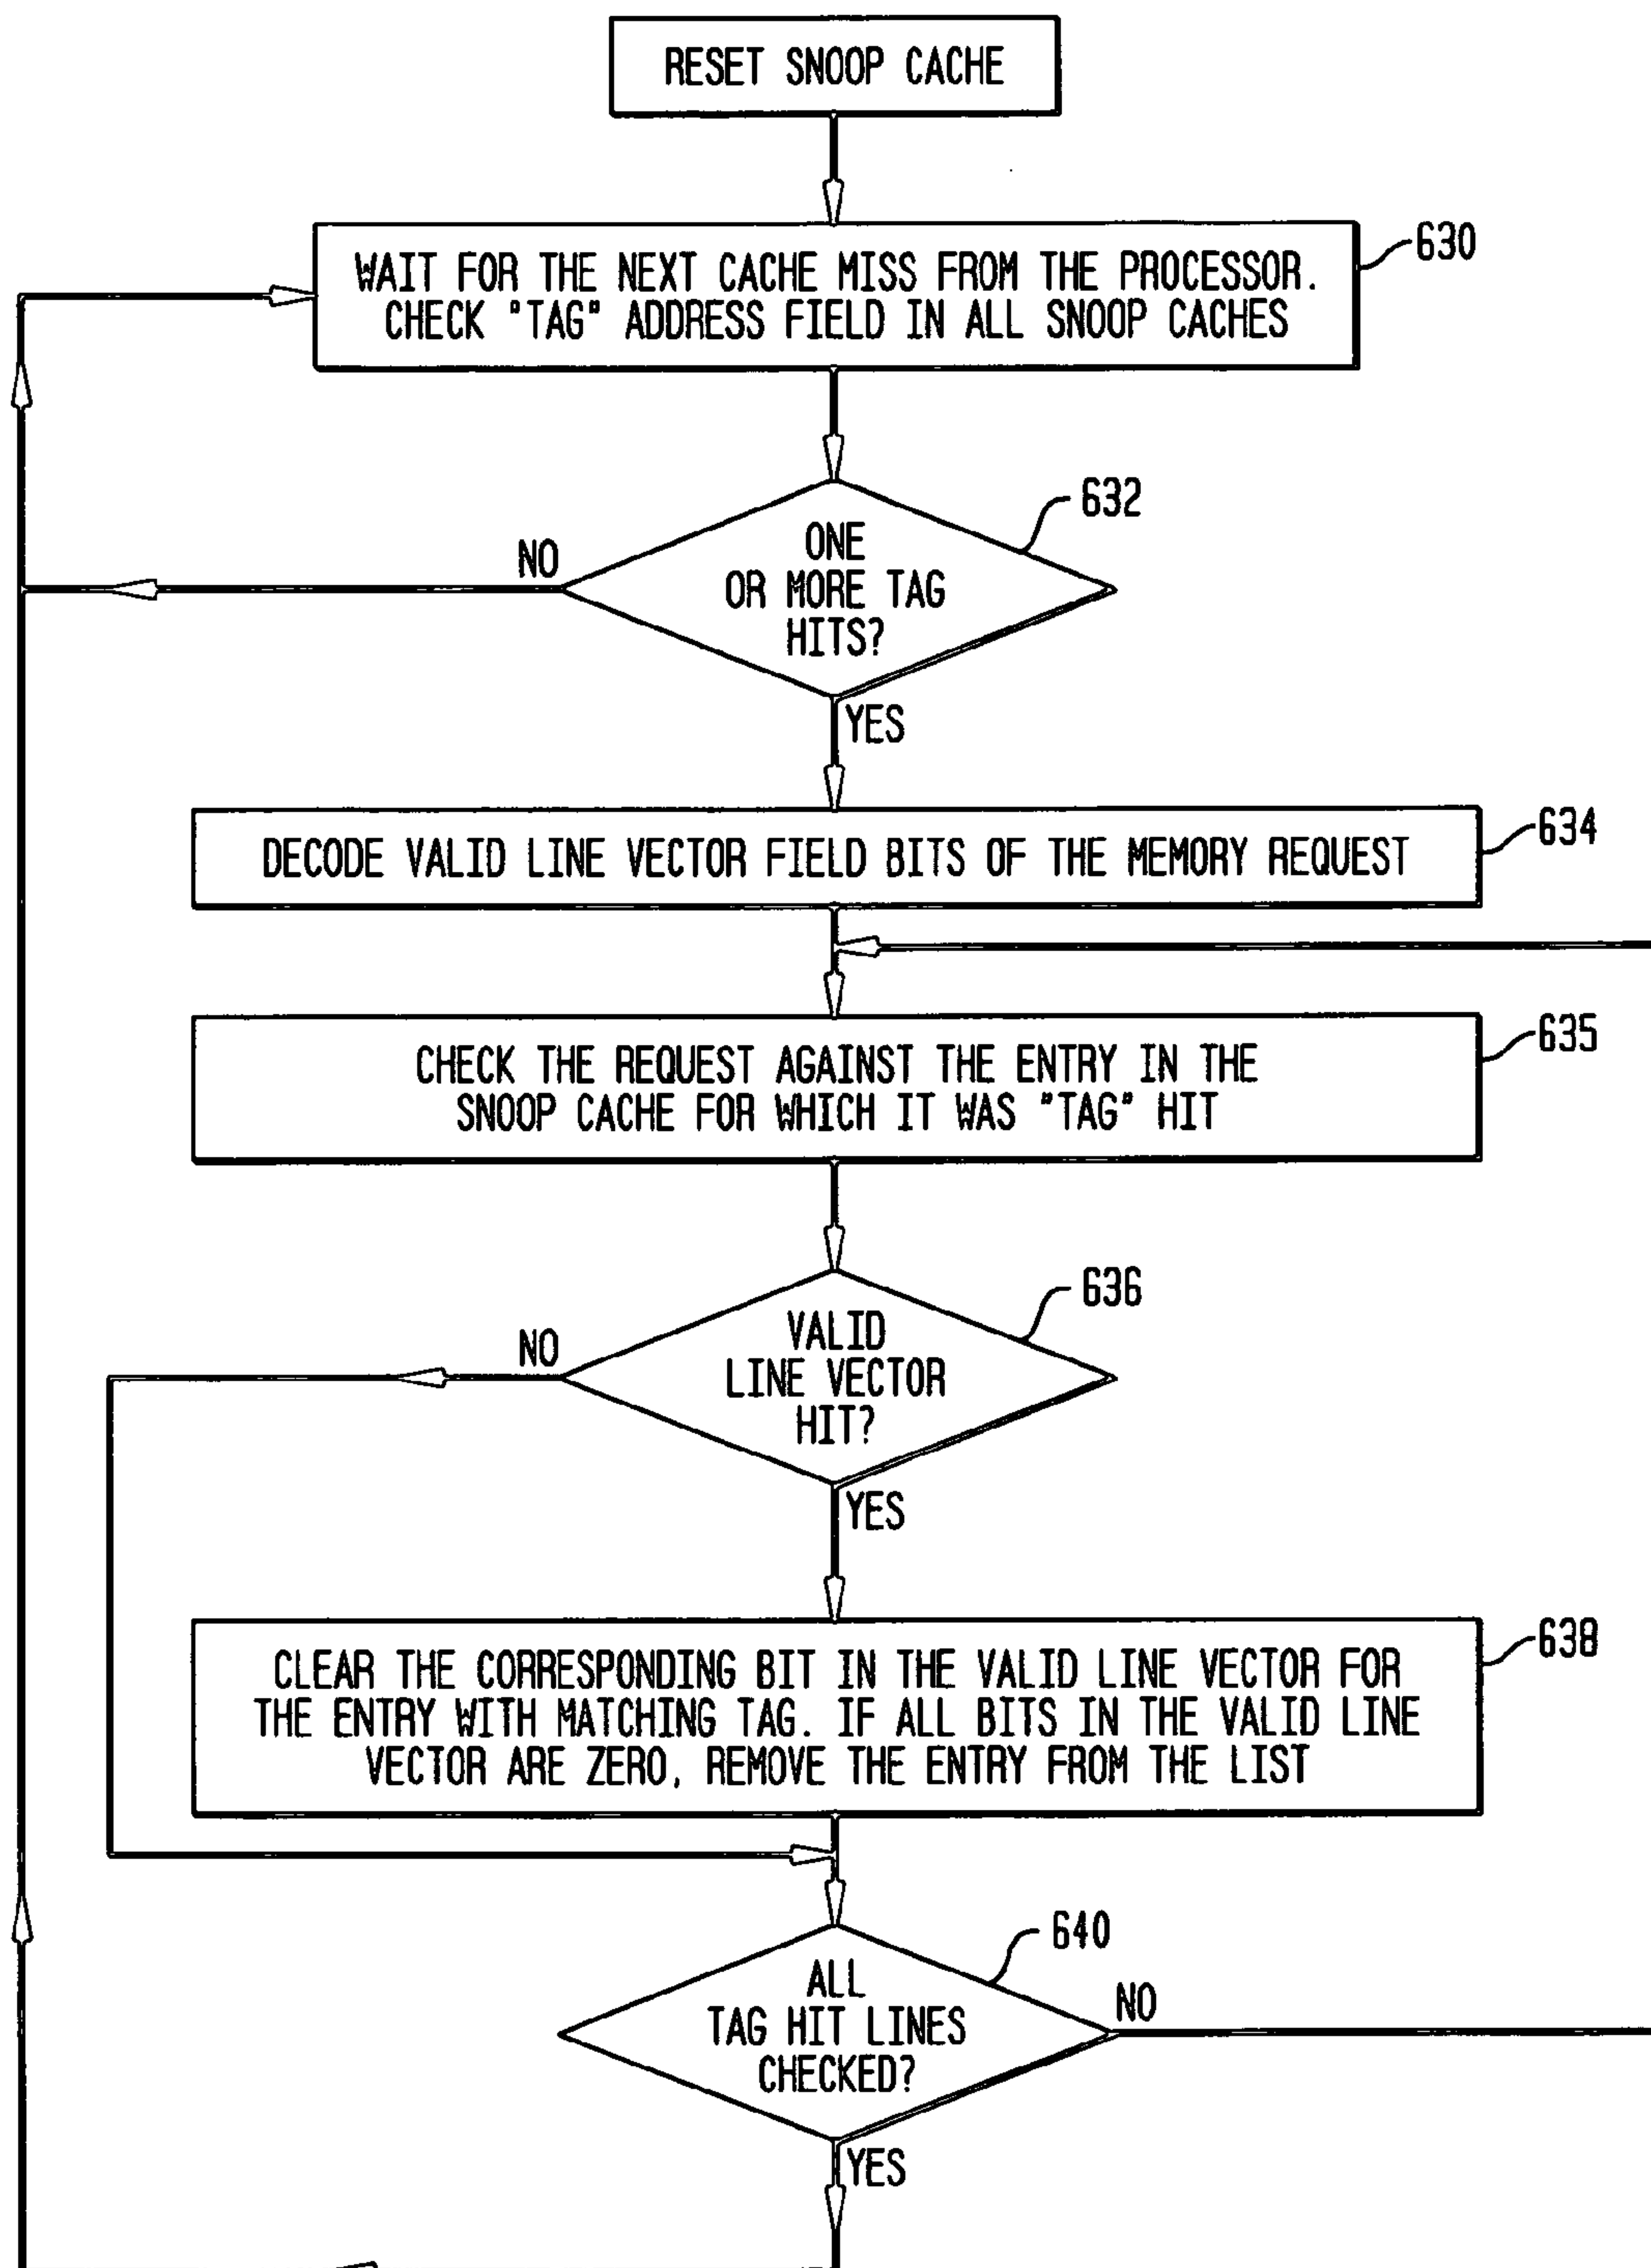 RESET SNOOP CACHE
WAIT FOR THE NEXT CACHE MISS FROM THE PROCESSOR.
CHECK "TAG" ADDRESS FIELD IN ALL SNOOP CACHES
630
632
ONE
OR MORE TAG
HITS?
NO
YES
634
DECODE VALID LINE VECTOR FIELD BITS OF THE MEMORY REQUEST
635
CHECK THE REQUEST AGAINST THE ENTRY IN THE
SNOOP CACHE FOR WHICH IT WAS "TAG" HIT
636
VALID
LINE VECTOR
HIT?
NO
YES
638
CLEAR THE CORRESPONDING BIT IN THE VALID LINE VECTOR FOR
THE ENTRY WITH MATCHING TAG. IF ALL BITS IN THE VALID LINE
VECTOR ARE ZERO, REMOVE THE ENTRY FROM THE LIST
640
ALL
TAG HIT LINES
CHECKED?
NO
YES